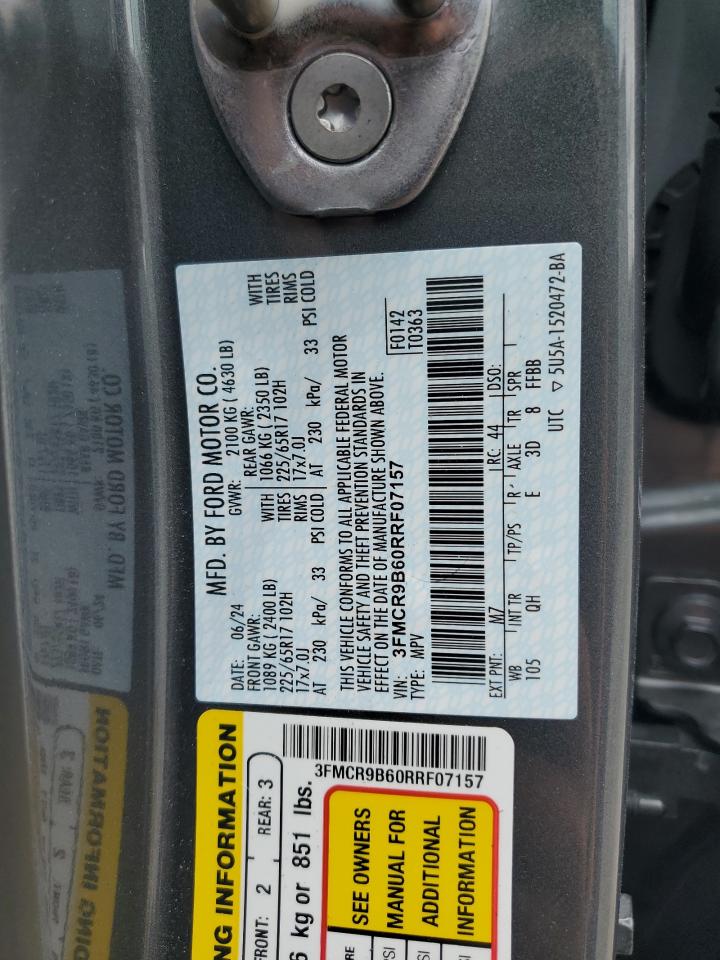 MFD. BY FORD MOTOR CO.
DATE: 06/24 GVWR: 2100 KG ( 4630 LB)
FRONT GAWR: REAR GAWR:
1089 KG ( 2400 LB) WITH 1066 KG ( 2350 LB) WITH
225/65R17 102H TIRES 225/65R17 102H TIRES
17x7.0J RIMS 17x7.0J RIMS
AT 230 kPa/ 33 PSI COLD AT 230 kPa/ 33 PSI COLD
THIS VEHICLE CONFORMS TO ALL APPLICABLE FEDERAL MOTOR
VEHICLE SAFETY AND THEFT PREVENTION STANDARDS IN
EFFECT ON THE DATE OF MANUFACTURE SHOWN ABOVE.
VIN: 3FMCR9B60RRF07157 F0142
TYPE: MPV T0363
EXT PNT: M7 RC: 44 DSO:
WB INT TR TP/PS R AXLE TR SPR
105 QH E 3D 8 FFBB
UTC ▽ 5U5A-1520472-BA
NG INFORMATION
FRONT: 2 REAR: 3
6 kg or 851 lbs.
3FMCR9B60RRF07157
SEE OWNERS
MANUAL FOR
ADDITIONAL
INFORMATION